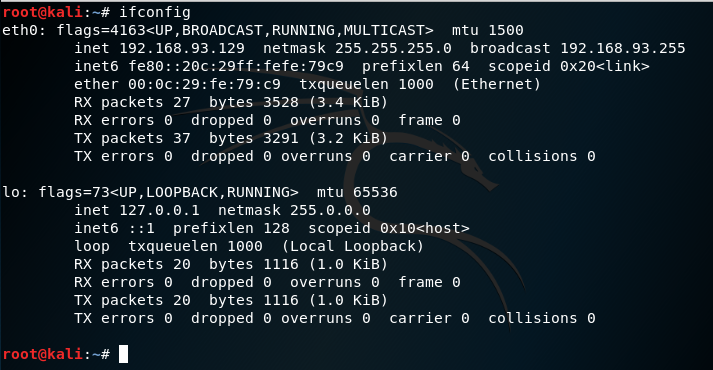 root@kali:~# ifconfig
eth0: flags=4163<UP,BROADCAST,RUNNING,MULTICAST>  mtu 1500
        inet 192.168.93.129  netmask 255.255.255.0  broadcast 192.168.93.255
        inet6 fe80::20c:29ff:fefe:79c9  prefixlen 64  scopeid 0x20<link>
        ether 00:0c:29:fe:79:c9  txqueuelen 1000  (Ethernet)
        RX packets 27  bytes 3528 (3.4 KiB)
        RX errors 0  dropped 0  overruns 0  frame 0
        TX packets 37  bytes 3291 (3.2 KiB)
        TX errors 0  dropped 0 overruns 0  carrier 0  collisions 0

lo: flags=73<UP,LOOPBACK,RUNNING>  mtu 65536
        inet 127.0.0.1  netmask 255.0.0.0
        inet6 ::1  prefixlen 128  scopeid 0x10<host>
        loop  txqueuelen 1000  (Local Loopback)
        RX packets 20  bytes 1116 (1.0 KiB)
        RX errors 0  dropped 0  overruns 0  frame 0
        TX packets 20  bytes 1116 (1.0 KiB)
        TX errors 0  dropped 0 overruns 0  carrier 0  collisions 0

root@kali:~#